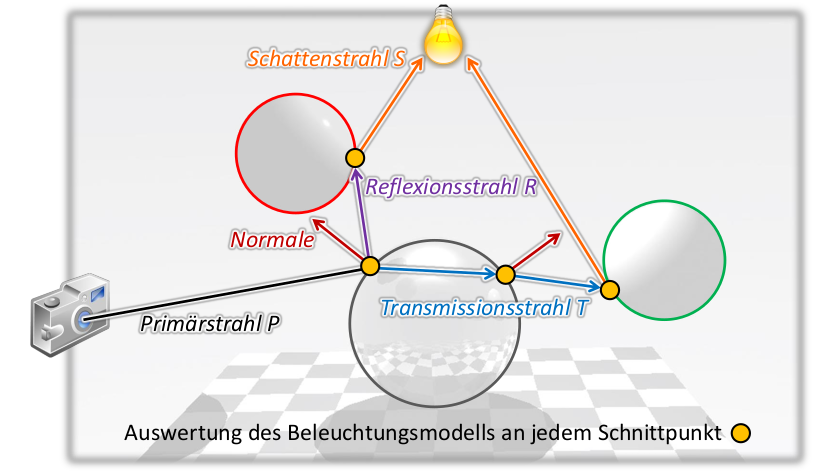 Schattenstrahl S
Reflexionsstrahl R
Normale
Transmissionsstrahl T
Primärstrahl P
Auswertung des Beleuchtungsmodells an jedem Schnittpunkt